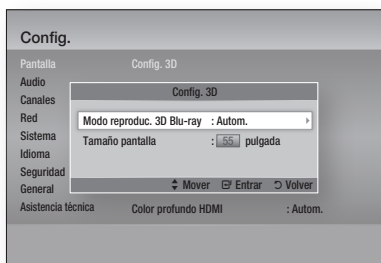 Config.
Pantalla Config. 3D
Audio
Canales
Red
Sistema
Idioma
Seguridad
General
Asistencia técnica
Config. 3D
Modo reproduc. 3D Blu-ray : Autom.
Tamaño pantalla : 55 pulgada
Mover Entrar Volver
Color profundo HDMI : Autom.